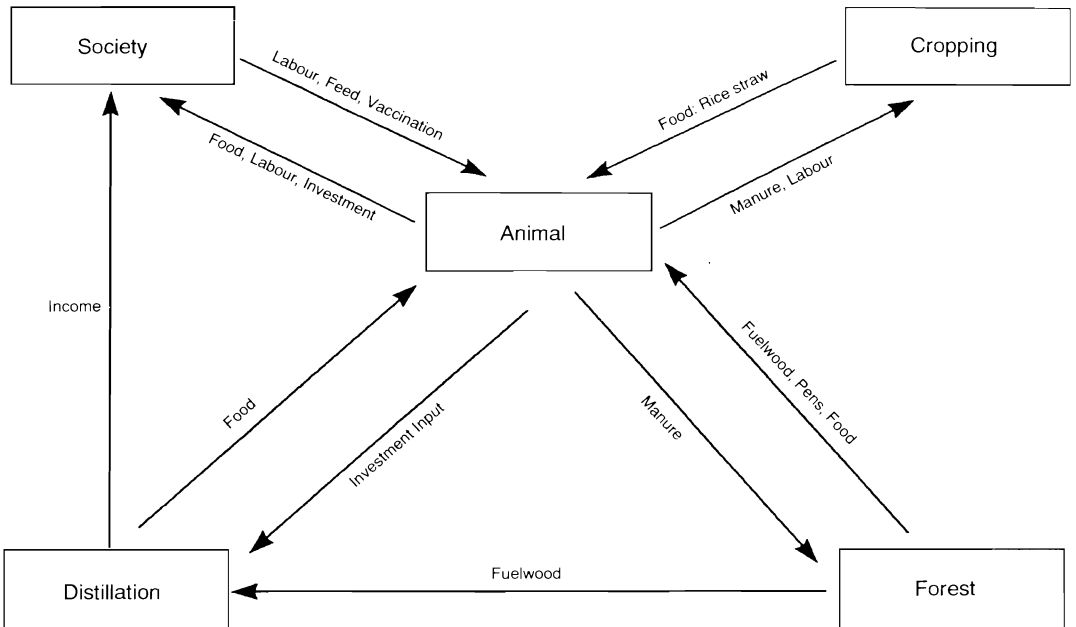 Society
Cropping
Labour, Feed, Vaccination
Food: Rice straw
Food, Labour, Investment
Manure, Labour
Animal
Income
Food
Investment Input
Manure
Fuelwood, Pens, Food
Distillation
Fuelwood
Forest